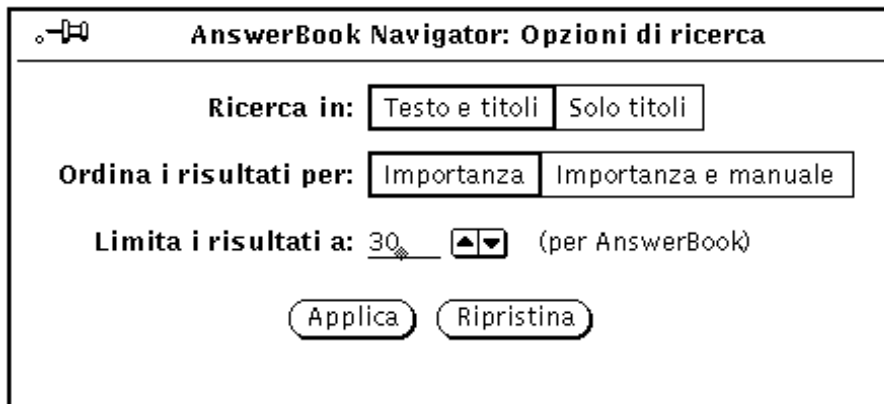 AnswerBook Navigator: Opzioni di ricerca
Ricerca in: Testo e titoli Solo titoli
Ordina i risultati per: Importanza Importanza e manuale
Limita i risultati a: 30 (per AnswerBook)
Applica Ripristina